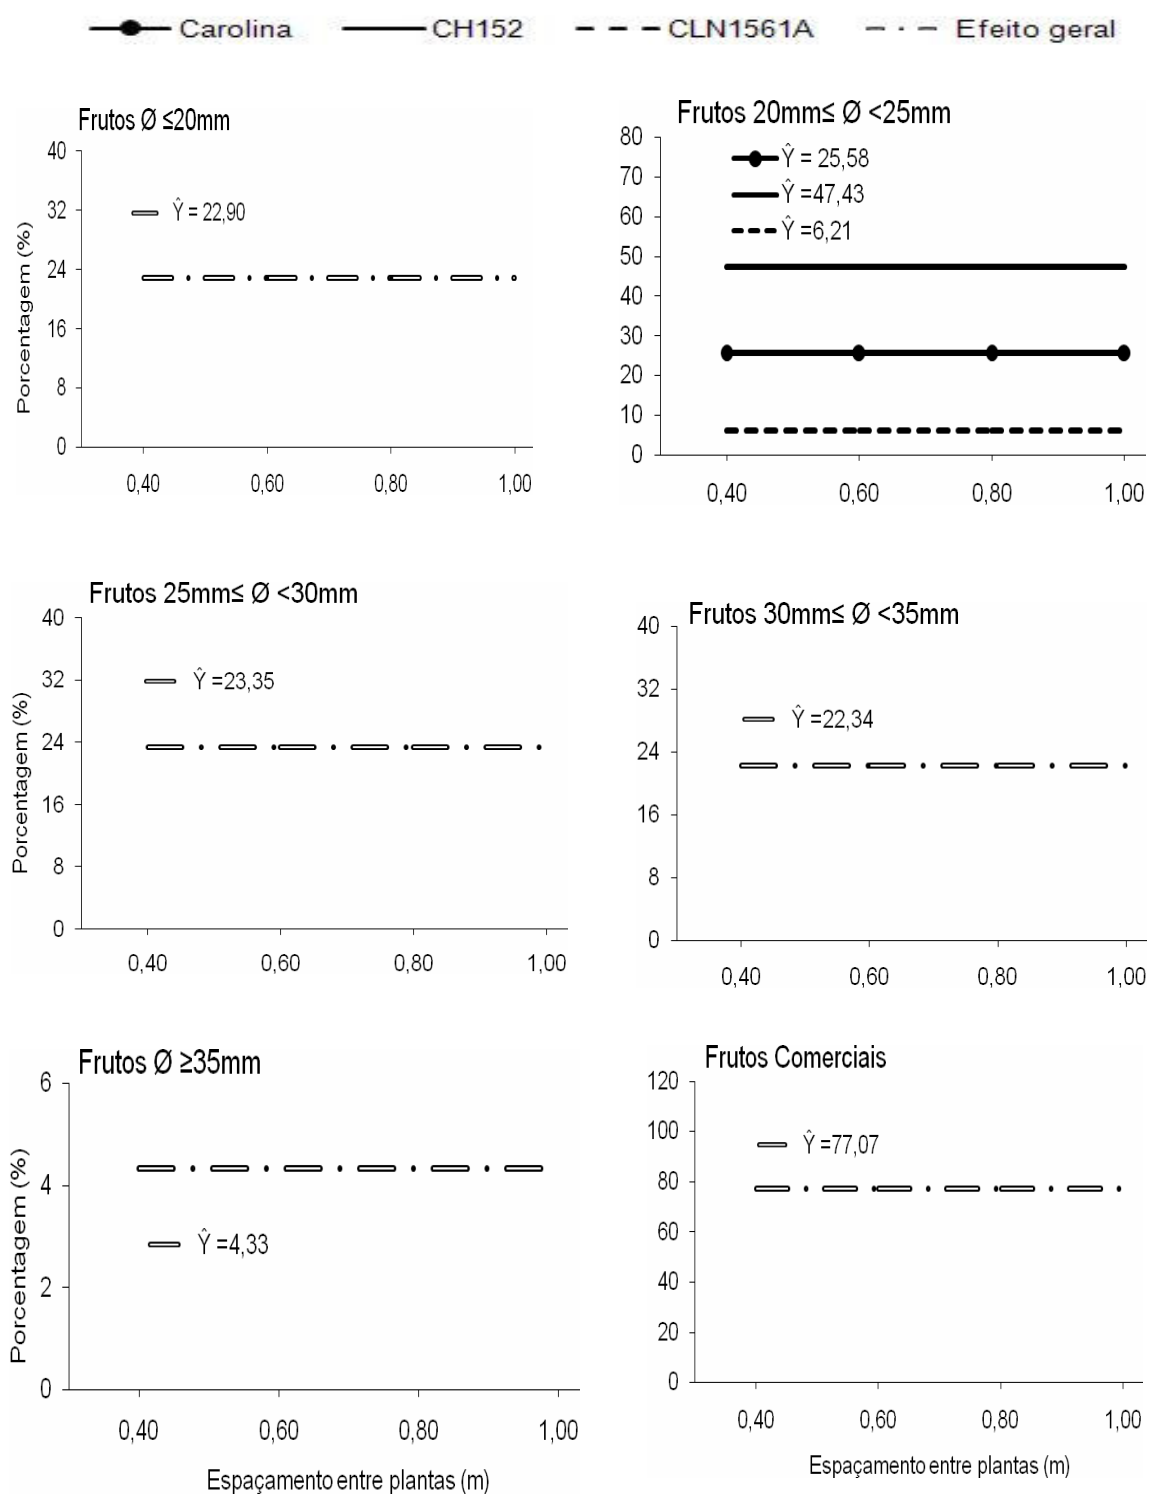 Carolina CH152 CLN1561A Efeito geral
Frutos Ø ≤20mm
Porcentagem (%)
40
32
24
16
8
0
Ŷ = 22,90
0,40 0,60 0,80 1,00
Frutos 20mm≤ Ø <25mm
80
70
60
50
40
30
20
10
0
Ŷ = 25,58
Ŷ =47,43
Ŷ =6,21
0,40 0,60 0,80 1,00
Frutos 25mm≤ Ø <30mm
Porcentagem (%)
40
32
24
16
8
0
Ŷ =23,35
0,40 0,60 0,80 1,00
Frutos 30mm≤ Ø <35mm
40
32
24
16
8
0
Ŷ =22,34
0,40 0,60 0,80 1,00
Frutos Ø ≥35mm
Porcentagem (%)
6
4
2
0
Ŷ =4,33
0,40 0,60 0,80 1,00
Espaçamento entre plantas (m)
Frutos Comerciais
120
100
80
60
40
20
0
Ŷ =77,07
0,40 0,60 0,80 1,00
Espaçamento entre plantas (m)